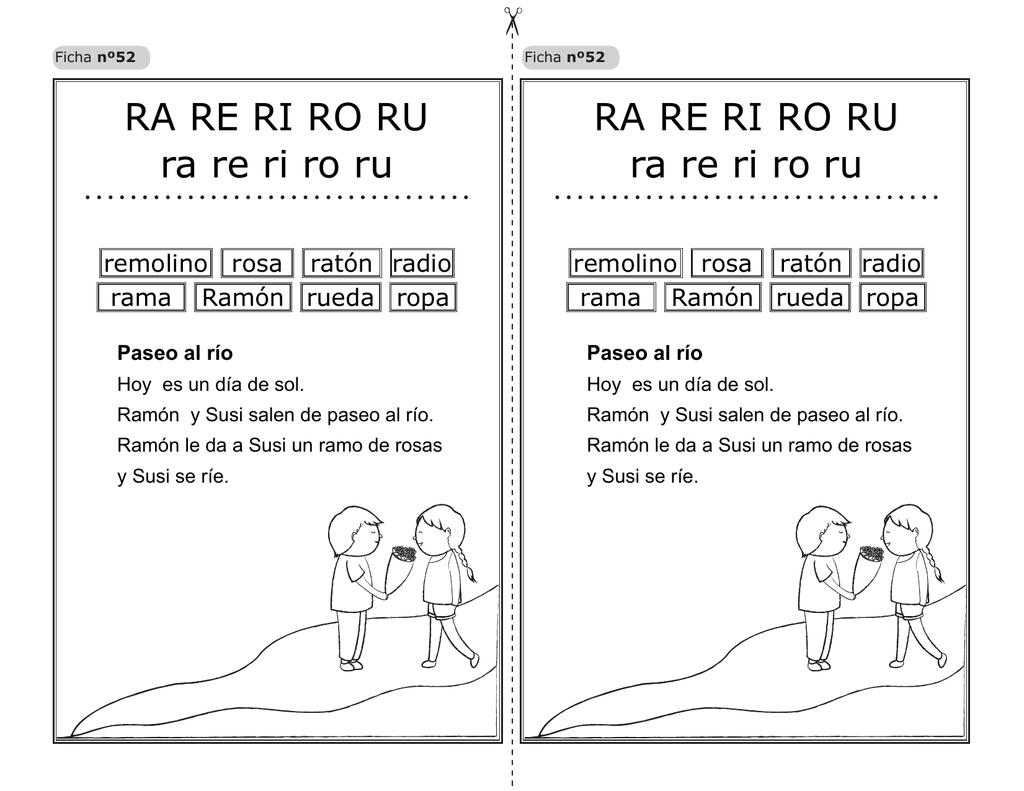 Ficha nº52
RA RE RI RO RU
ra re ri ro ru
remolino rosa ratón radio
rama Ramón rueda ropa
Paseo al río
Hoy  es un día de sol.
Ramón  y Susi salen de paseo al río.
Ramón le da a Susi un ramo de rosas
y Susi se ríe.
Ficha nº52
RA RE RI RO RU
ra re ri ro ru
remolino rosa ratón radio
rama Ramón rueda ropa
Paseo al río
Hoy  es un día de sol.
Ramón  y Susi salen de paseo al río.
Ramón le da a Susi un ramo de rosas
y Susi se ríe.